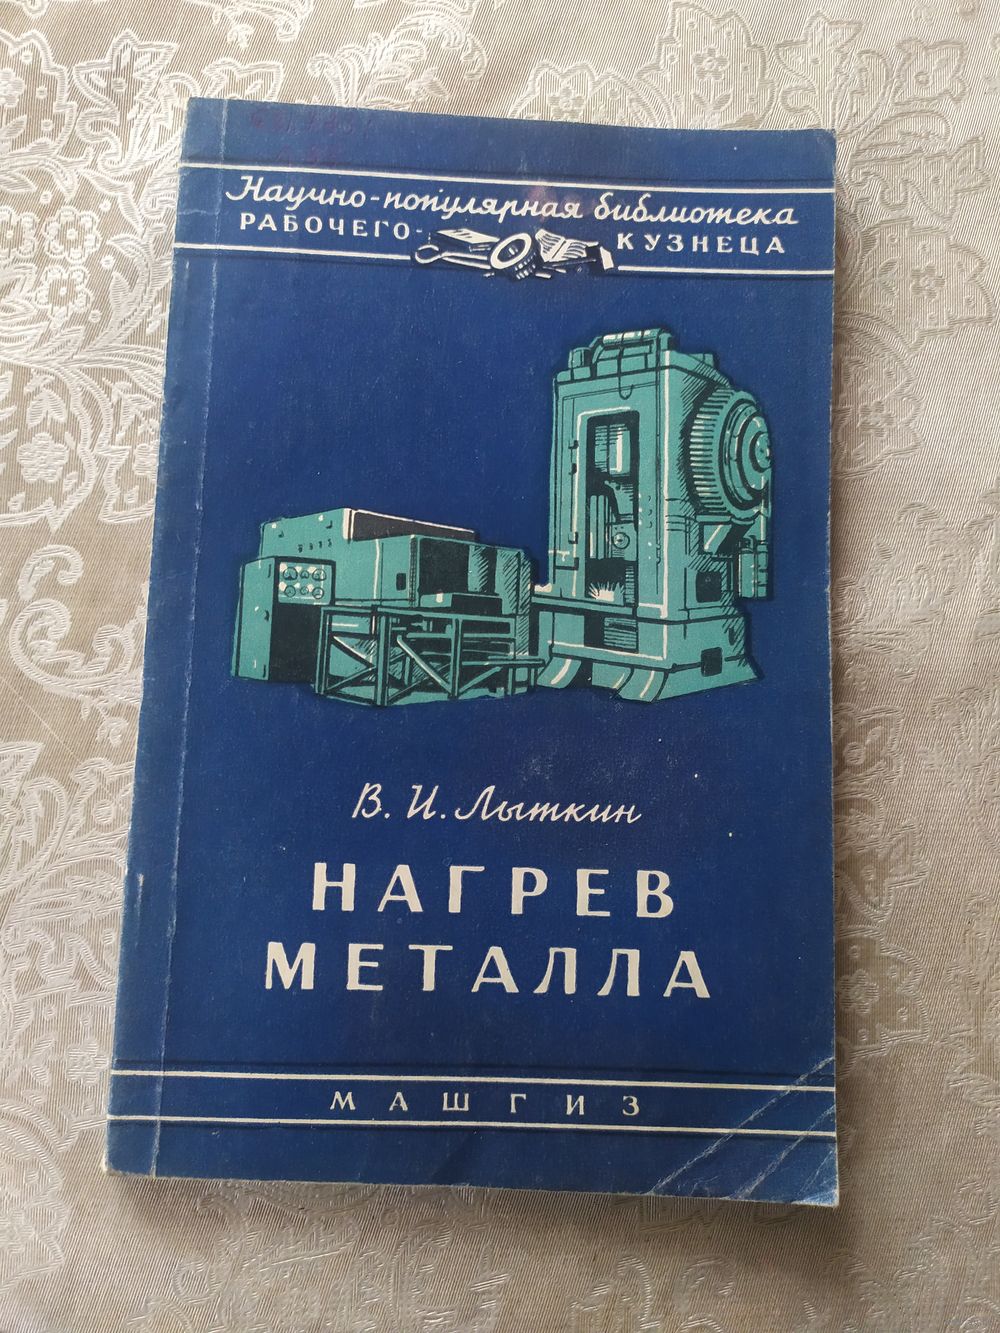 Научно-популярная библиотека
РАБОЧЕГО-КУЗНЕЦА
В. И. Лыткин
НАГРЕВ
МЕТАЛЛА
МАШГИЗ